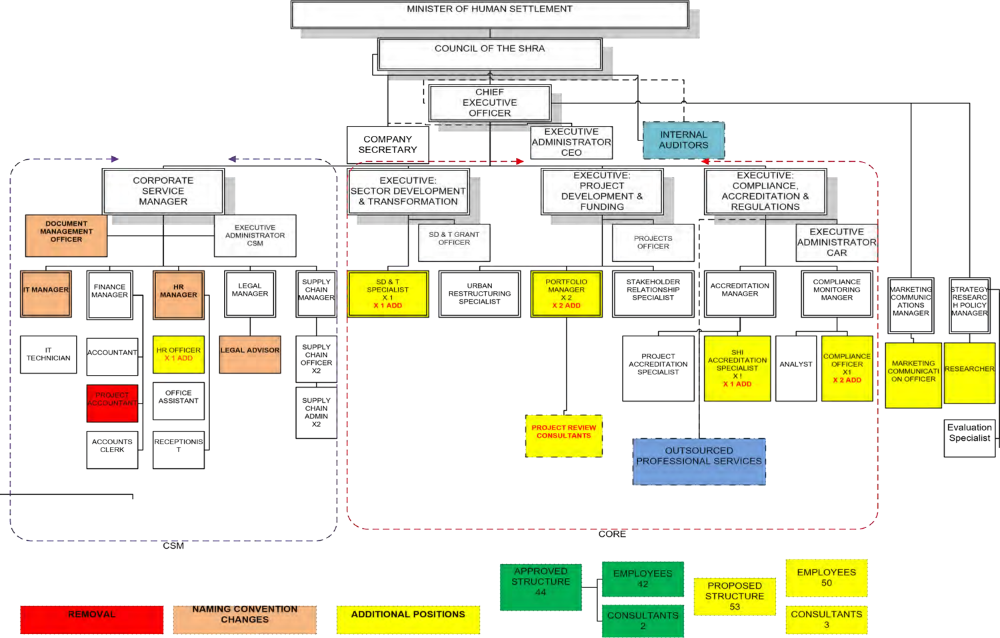 MINISTER OF HUMAN SETTLEMENT
COUNCIL OF THE SHRA
CHIEF
EXECUTIVE
OFFICER
COMPANY
SECRETARY
EXECUTIVE
ADMINISTRATOR
CEO
INTERNAL
AUDITORS
CORPORATE
SERVICE
MANAGER
EXECUTIVE:
SECTOR DEVELOPMENT
& TRANSFORMATION
EXECUTIVE:
PROJECT
DEVELOPMENT &
FUNDING
EXECUTIVE:
COMPLIANCE,
ACCREDITATION &
REGULATIONS
DOCUMENT
MANAGEMENT
OFFICER
EXECUTIVE
ADMINISTRATOR
CSM
SD & T GRANT
OFFICER
PROJECTS
OFFICER
EXECUTIVE
ADMINISTRATOR
CAR
IT MANAGER
FINANCE
MANAGER
HR
MANAGER
LEGAL
MANAGER
SUPPLY
CHAIN
MANAGER
SD & T
SPECIALIST
X 1
X 1 ADD
URBAN
RESTRUCTURING
SPECIALIST
PORTFOLIO
MANAGER
X 2
X 2 ADD
STAKEHOLDER
RELATIONSHIP
SPECIALIST
ACCREDITATION
MANAGER
COMPLIANCE
MONITORING
MANGER
MARKETING
COMMUNIC
ATIONS
MANAGER
STRATEGY
RESEARC
H POLICY
MANAGER
IT
TECHNICIAN
ACCOUNTANT
HR OFFICER
X 1 ADD
LEGAL ADVISOR
SUPPLY
CHAIN
OFFICER
X2
PROJECT
ACCREDITATION
SPECIALIST
SHI
ACCREDITATION
SPECIALIST
X !
X 1 ADD
ANALYST
COMPLIANCE
OFFICER
X1
X 2 ADD
MARKETING
COMMUNICATI
ON OFFICER
RESEARCHER
PROJECT
ACCOUNTANT
OFFICE
ASSISTANT
SUPPLY
CHAIN
ADMIN
X2
ACCOUNTS
CLERK
RECEPTIONIS
T
PROJECT REVIEW
CONSULTANTS
OUTSOURCED
PROFESSIONAL SERVICES
Evaluation
Specialist
CSM
CORE
REMOVAL
NAMING CONVENTION
CHANGES
ADDITIONAL POSITIONS
APPROVED
STRUCTURE
44
EMPLOYEES
42
CONSULTANTS
2
PROPOSED
STRUCTURE
53
EMPLOYEES
50
CONSULTANTS
3